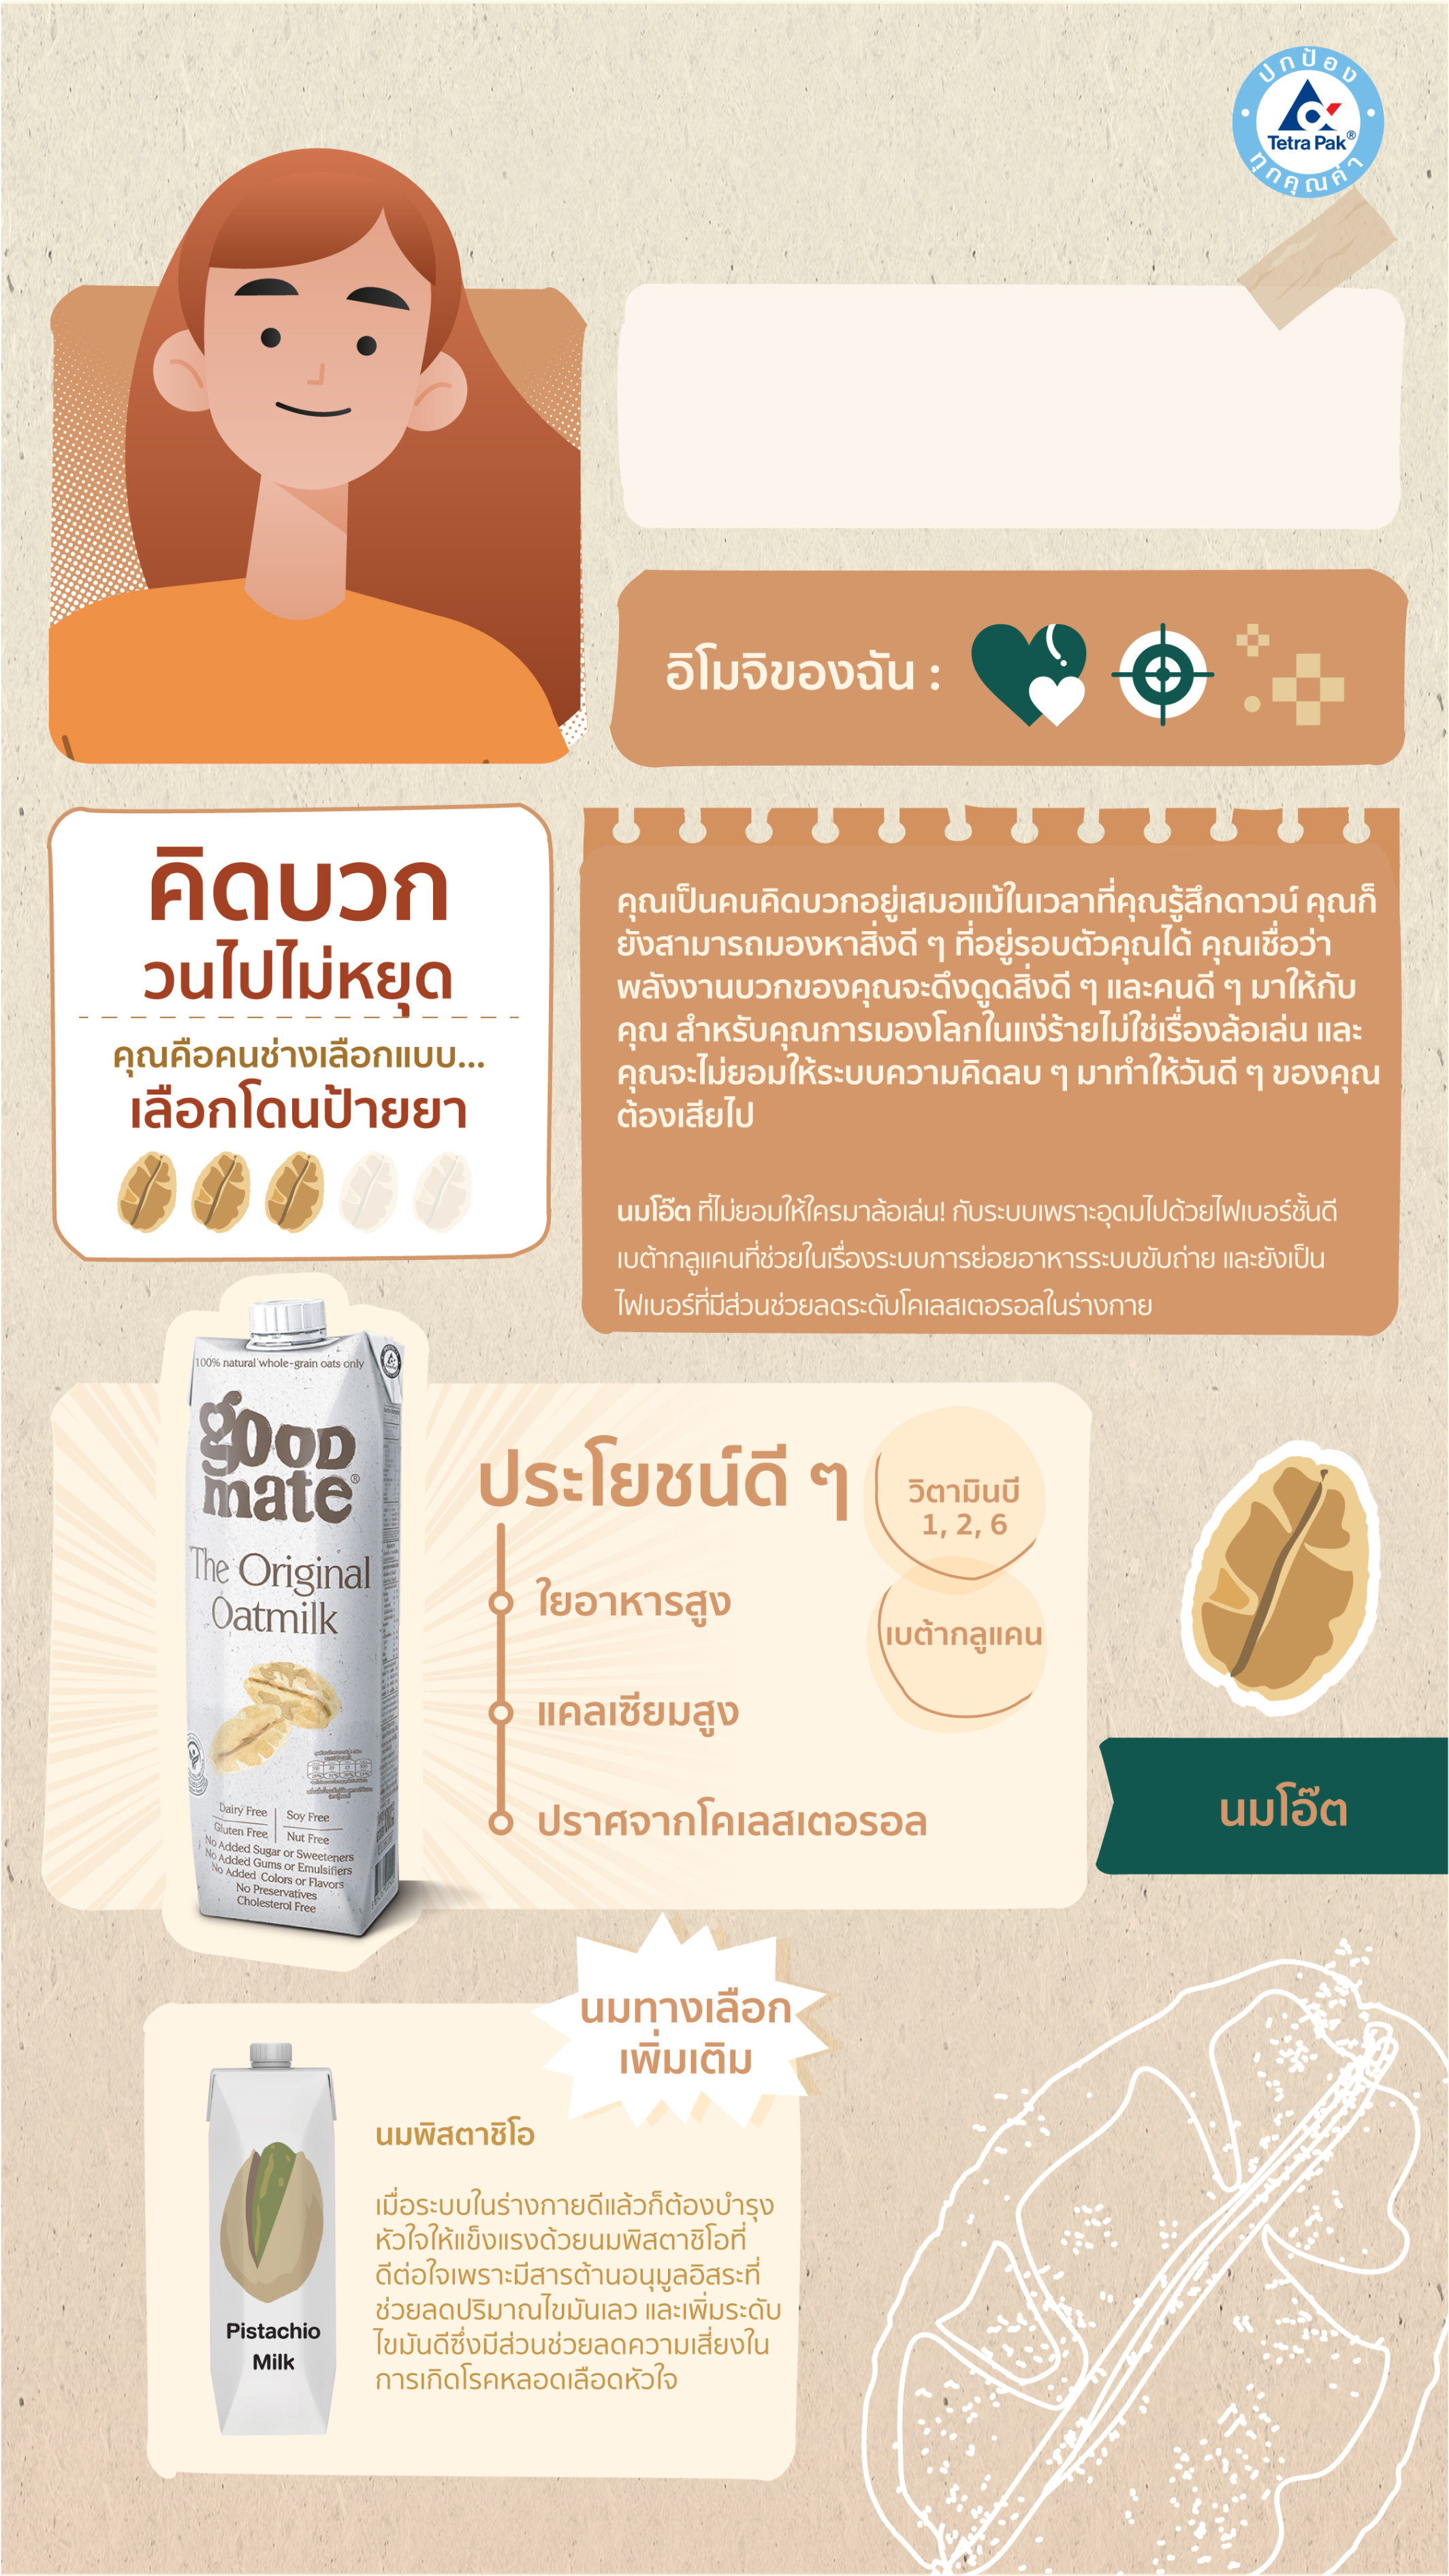 ปกป้อง
Tetra Pak®
ทุกคุณค่า
อิโมจิของฉัน :
คิดบวก
วนไปไม่หยุด
คุณคือคนช่างเลือกแบบ...
เลือกโดนป้ายยา
คุณเป็นคนคิดบวกอยู่เสมอแม้ในเวลาที่คุณรู้สึกดาวน์ คุณก็
ยังสามารถมองหาสิ่งดี ๆ ที่อยู่รอบตัวคุณได้ คุณเชื่อว่า
พลังงานบวกของคุณจะดึงดูดสิ่งดี ๆ และคนดี ๆ มาให้กับ
คุณ สำหรับคุณการมองโลกในแง่ร้ายไม่ใช่เรื่องล้อเล่น และ
คุณจะไม่ยอมให้ระบบความคิดลบ ๆ มาทำให้วันดี ๆ ของคุณ
ต้องเสียไป
นมโอ๊ต ที่ไม่ยอมให้ใครมาล้อเล่น! กับระบบเพราะอุดมไปด้วยไฟเบอร์ชั้นดี
เบต้ากลูแคนที่ช่วยในเรื่องระบบการย่อยอาหารระบบขับถ่าย และยังเป็น
ไฟเบอร์ที่มีส่วนช่วยลดระดับโคเลสเตอรอลในร่างกาย
100% natural whole-grain oats only
good
mate®
The Original
Oatmilk
Dairy Free | Soy Free
Gluten Free | Nut Free
No Added Sugar or Sweeteners
No Added Gums or Emulsifiers
No Added Colors or Flavors
No Preservatives
Cholesterol Free
ประโยชน์ดี ๆ
ใยอาหารสูง
แคลเซียมสูง
ปราศจากโคเลสเตอรอล
วิตามินบี
1, 2, 6
เบต้ากลูแคน
นมโอ๊ต
นมทางเลือก
เพิ่มเติม
Pistachio
Milk
นมพิสตาชิโอ
เมื่อระบบในร่างกายดีแล้วก็ต้องบำรุง
หัวใจให้แข็งแรงด้วยนมพิสตาชิโอที่
ดีต่อใจเพราะมีสารต้านอนุมูลอิสระที่
ช่วยลดปริมาณไขมันเลว และเพิ่มระดับ
ไขมันดีซึ่งมีส่วนช่วยลดความเสี่ยงใน
การเกิดโรคหลอดเลือดหัวใจ